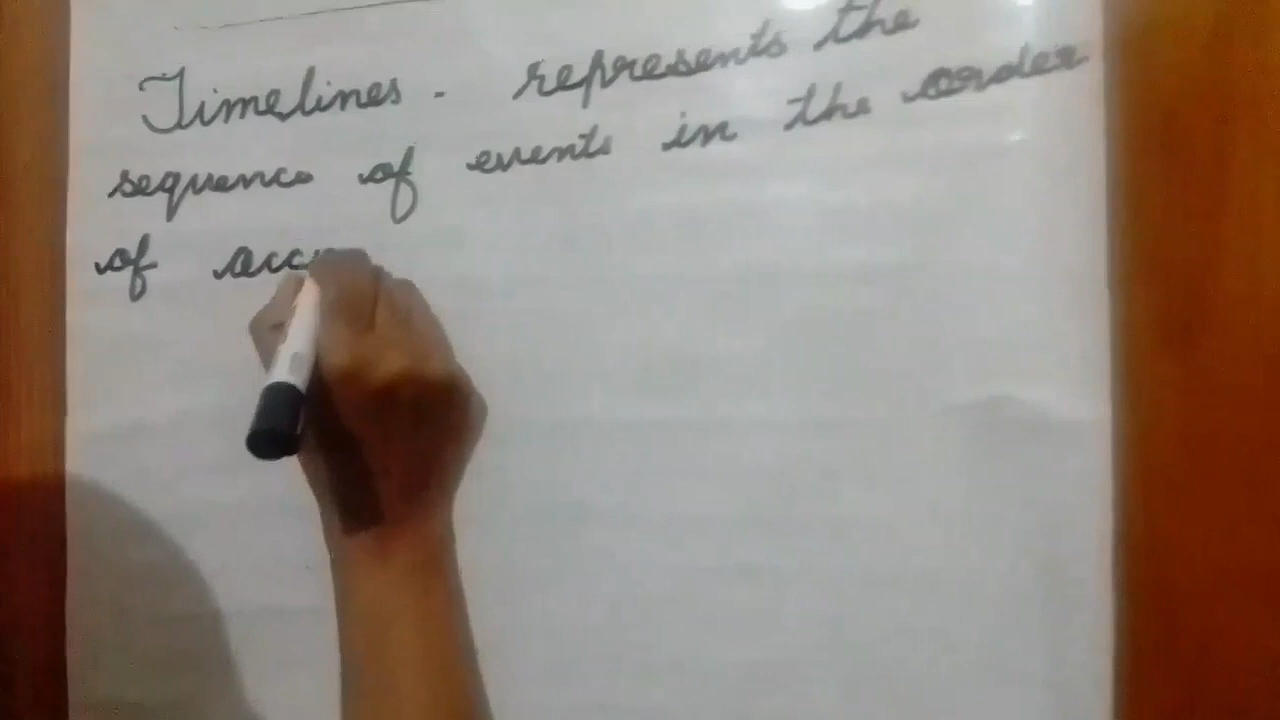 Timelines - represents the
sequence of events in the order
of